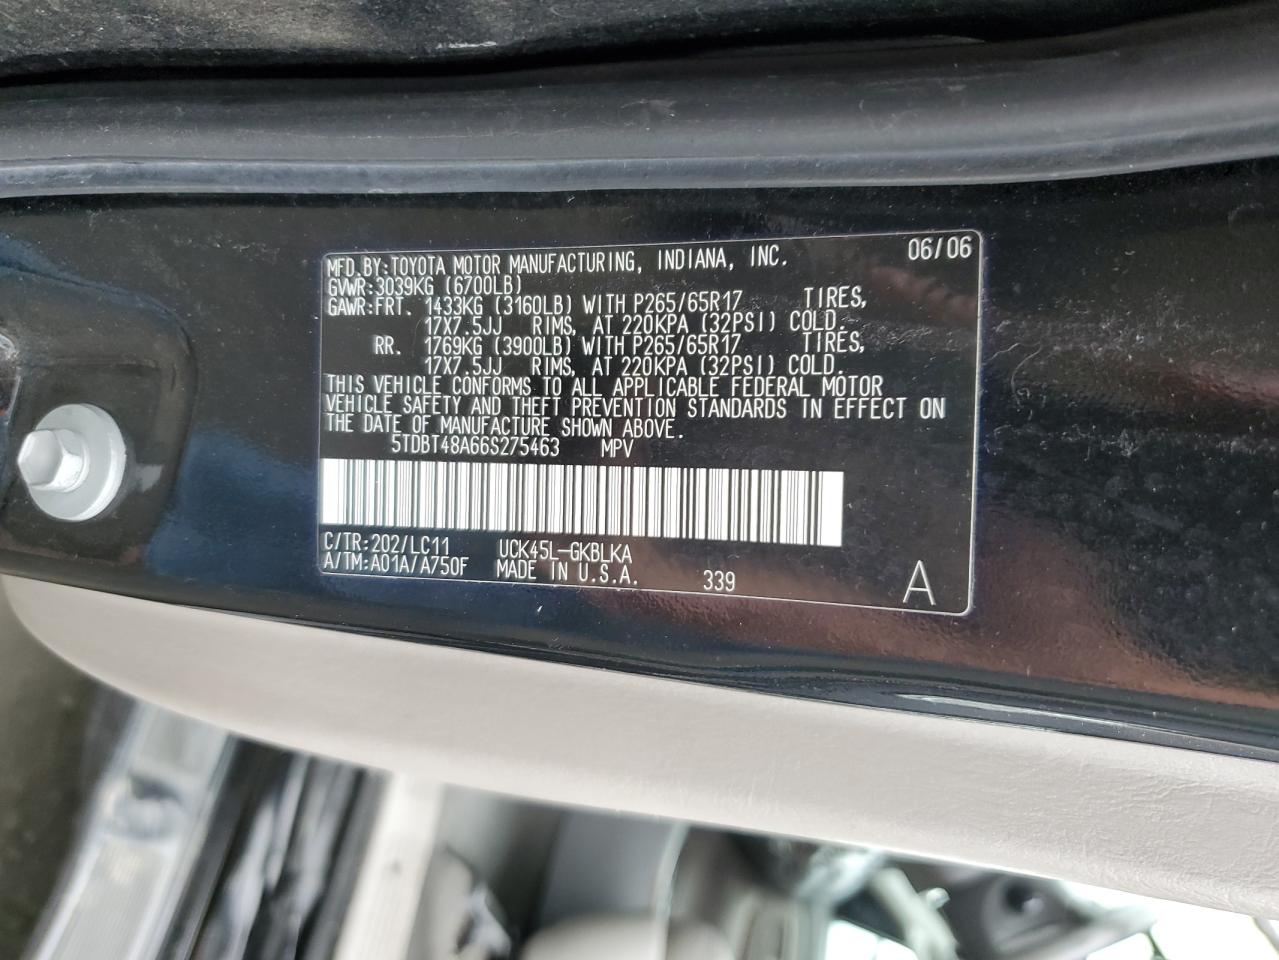 MFD.BY:TOYOTA MOTOR MANUFACTURING, INDIANA, INC. 06/06
GVWR:3039KG (6700LB)
GAWR:FRT. 1433KG (3160LB) WITH P265/65R17 TIRES,
17X7.5JJ RIMS, AT 220KPA (32PSI) COLD.
RR. 1769KG (3900LB) WITH P265/65R17 TIRES,
17X7.5JJ RIMS, AT 220KPA (32PSI) COLD.
THIS VEHICLE CONFORMS TO ALL APPLICABLE FEDERAL MOTOR
VEHICLE SAFETY AND THEFT PREVENTION STANDARDS IN EFFECT ON
THE DATE OF MANUFACTURE SHOWN ABOVE.
5TDBT48A66S275463 MPV
C/TR:202/LC11 UCK45L-GKBLKA
A/TM:A01A/A750F MADE IN U.S.A. 339 A